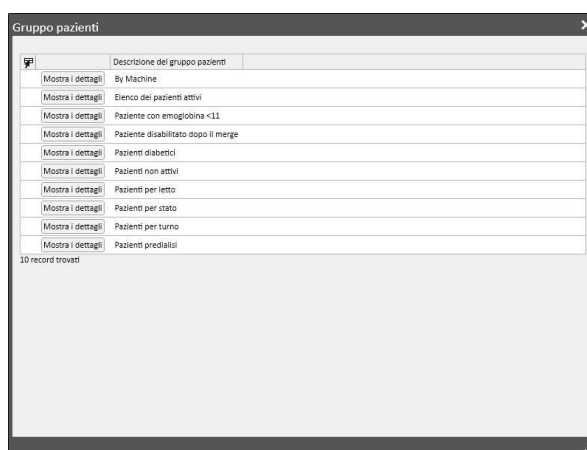 Gruppo pazienti
Descrizione del gruppo pazienti
Mostra i dettagli By Machine
Mostra i dettagli Elenco dei pazienti attivi
Mostra i dettagli Paziente con emoglobina <11
Mostra i dettagli Paziente disabilitato dopo il merge
Mostra i dettagli Pazienti diabetici
Mostra i dettagli Pazienti non attivi
Mostra i dettagli Pazienti per letto
Mostra i dettagli Pazienti per stato
Mostra i dettagli Pazienti per turno
Mostra i dettagli Pazienti predialisi
10 record trovati